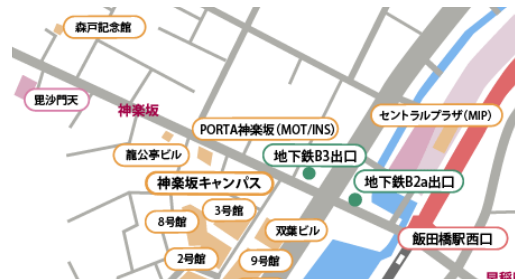 森戸記念館
毘沙門天
神楽坂
PORTA神楽坂(MOT/INS)
セントラルプラザ(MIP)
龍公亭ビル
地下鉄B3出口
神楽坂キャンパス
地下鉄B2a出口
3号館
8号館
双葉ビル
飯田橋駅西口
2号館
9号館